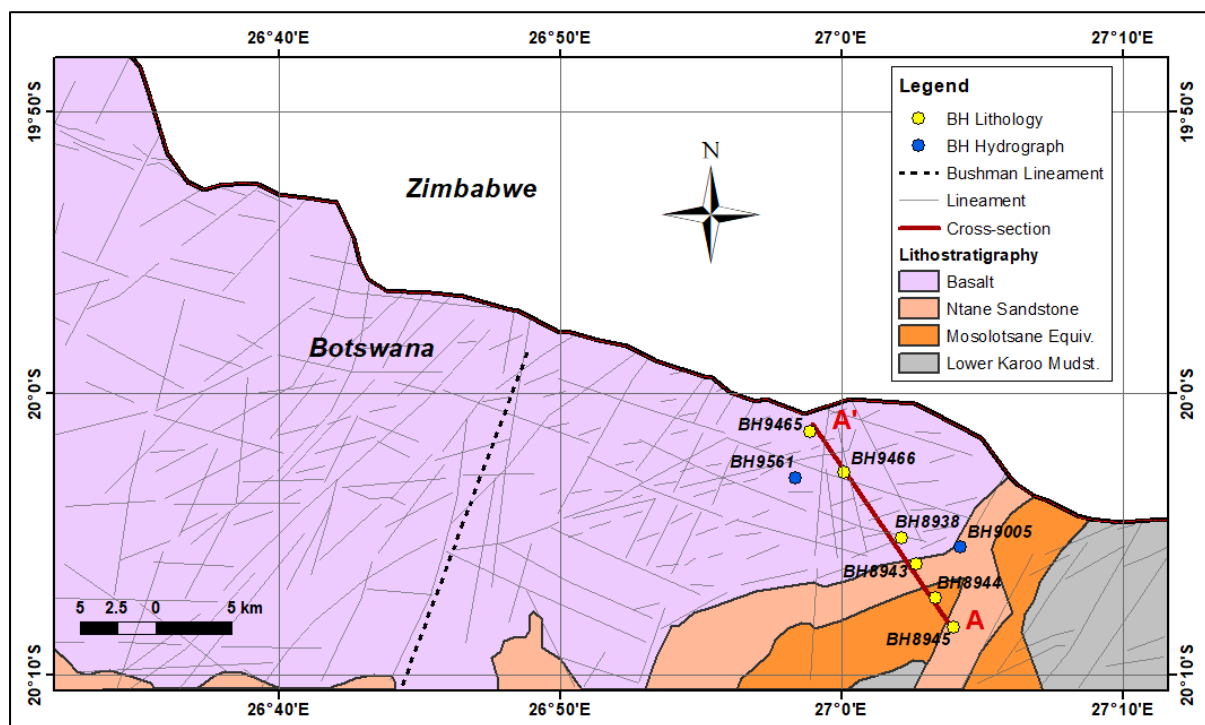 26°40'E
26°50'E
27°0'E
27°10'E
19°50'S
19°50'S
Legend
BH Lithology
BH Hydrograph
Bushman Lineament
Lineament
Cross-section
Lithostratigraphy
Basalt
Ntane Sandstone
Mosolotsane Equiv.
Lower Karoo Mudst.
N
Zimbabwe
Botswana
20°0'S
20°0'S
A'
BH9465
BH9466
BH9561
BH8938
BH9005
BH8943
BH8944
A
BH8945
5 2.5 0 5 km
20°10'S
20°10'S
26°40'E
26°50'E
27°0'E
27°10'E